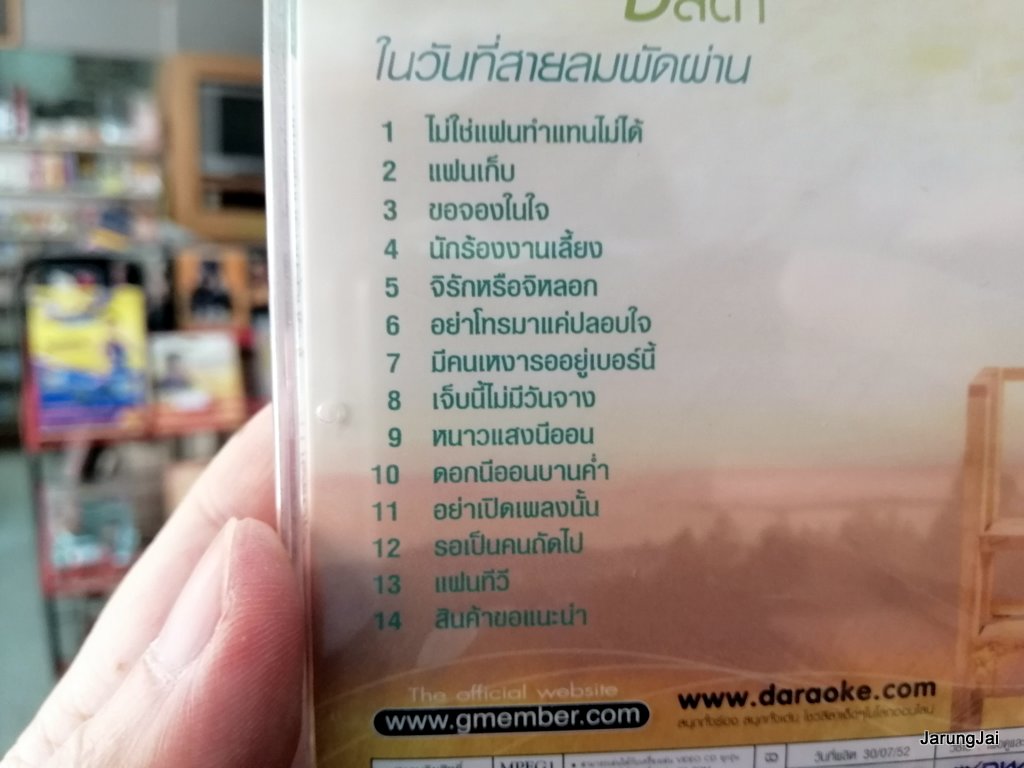 ในวันที่สายลมพัดผ่าน
1 ไม่ใช่แฟนทำแทนไม่ได้
2 แฟนเก็บ
3 ขอจองในใจ
4 นักร้องงานเลี้ยง
5 จิรักหรือจิหลอก
6 อย่าโทรมาแค่ปลอบใจ
7 มีคนเหงารออยู่เบอร์นี้
8 เจ็บนี้ไม่มีวันจาง
9 หนาวแสงนีออน
10 ดอกนีออนบานค่ำ
11 อย่าเปิดเพลงนั้น
12 รอเป็นคนถัดไป
13 แฟนทีวี
14 สินค้าขอแนะนำ
The official website
www.gmember.com
www.daraoke.com
วันที่ผลิต 30/07/52
JarungJai